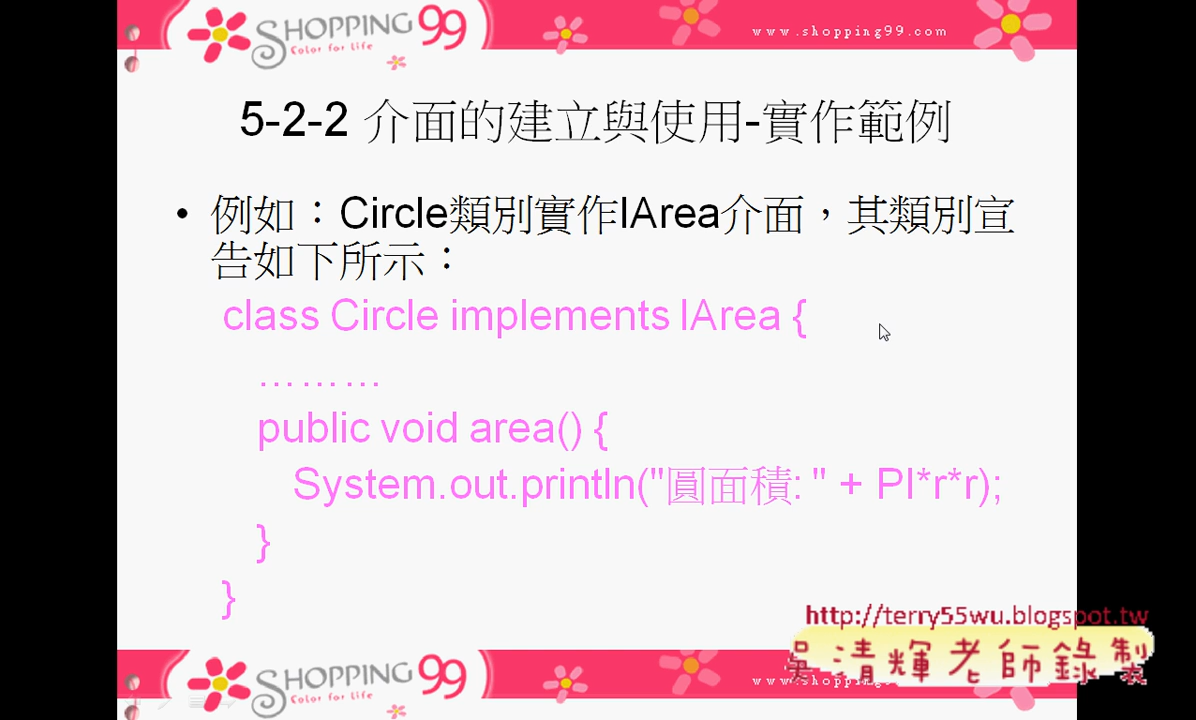 SHOPPING 99
Color for Life
www.shopping99.com
5-2-2 介面的建立與使用-實作範例
• 例如：Circle類別實作IArea介面，其類別宣
告如下所示：
class Circle implements IArea {
………
public void area() {
System.out.println("圓面積: " + PI*r*r);
}
}
http://terry55wu.blogspot.tw
吳清輝老師錄製
SHOPPING 99
Color for Life
www.shopping9